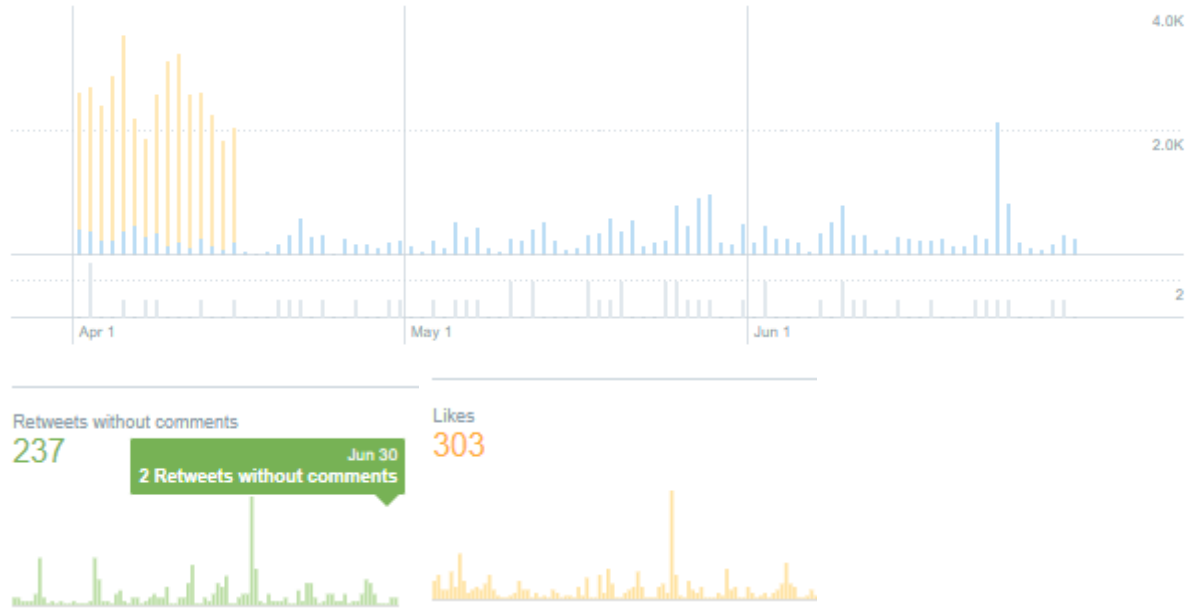 4.0K
2.0K
2
Apr 1
May 1
Jun 1
Retweets without comments
237
Jun 30
2 Retweets without comments
Likes
303